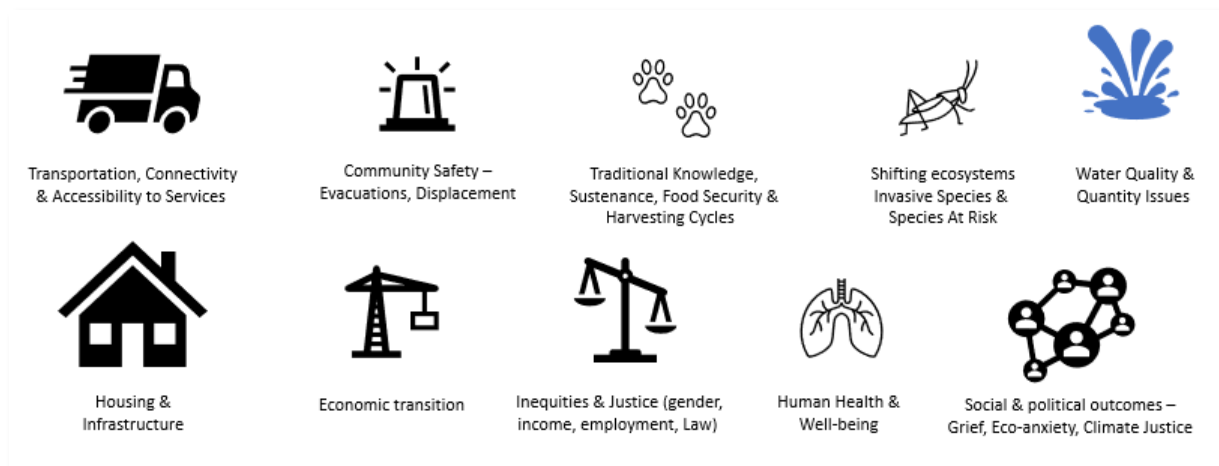 Transportation, Connectivity
& Accessibility to Services
Community Safety –
Evacuations, Displacement
Traditional Knowledge,
Sustenance, Food Security &
Harvesting Cycles
Shifting ecosystems
Invasive Species &
Species At Risk
Water Quality &
Quantity Issues
Housing &
Infrastructure
Economic transition
Inequities & Justice (gender,
income, employment, Law)
Human Health &
Well-being
Social & political outcomes –
Grief, Eco-anxiety, Climate Justice